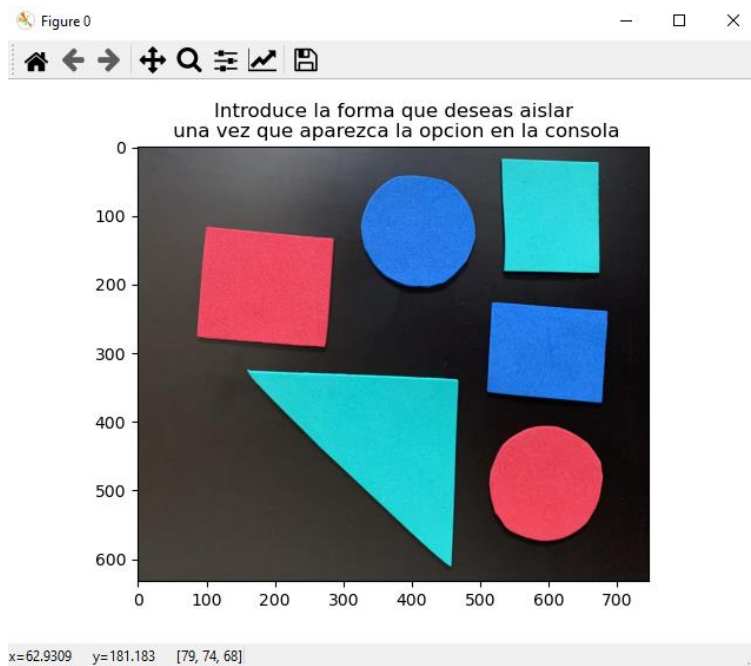 Figure 0
Introduce la forma que deseas aislar
una vez que aparezca la opcion en la consola
0
100
200
300
400
500
600
0 100 200 300 400 500 600 700
x=62.9309 y=181.183 [79, 74, 68]